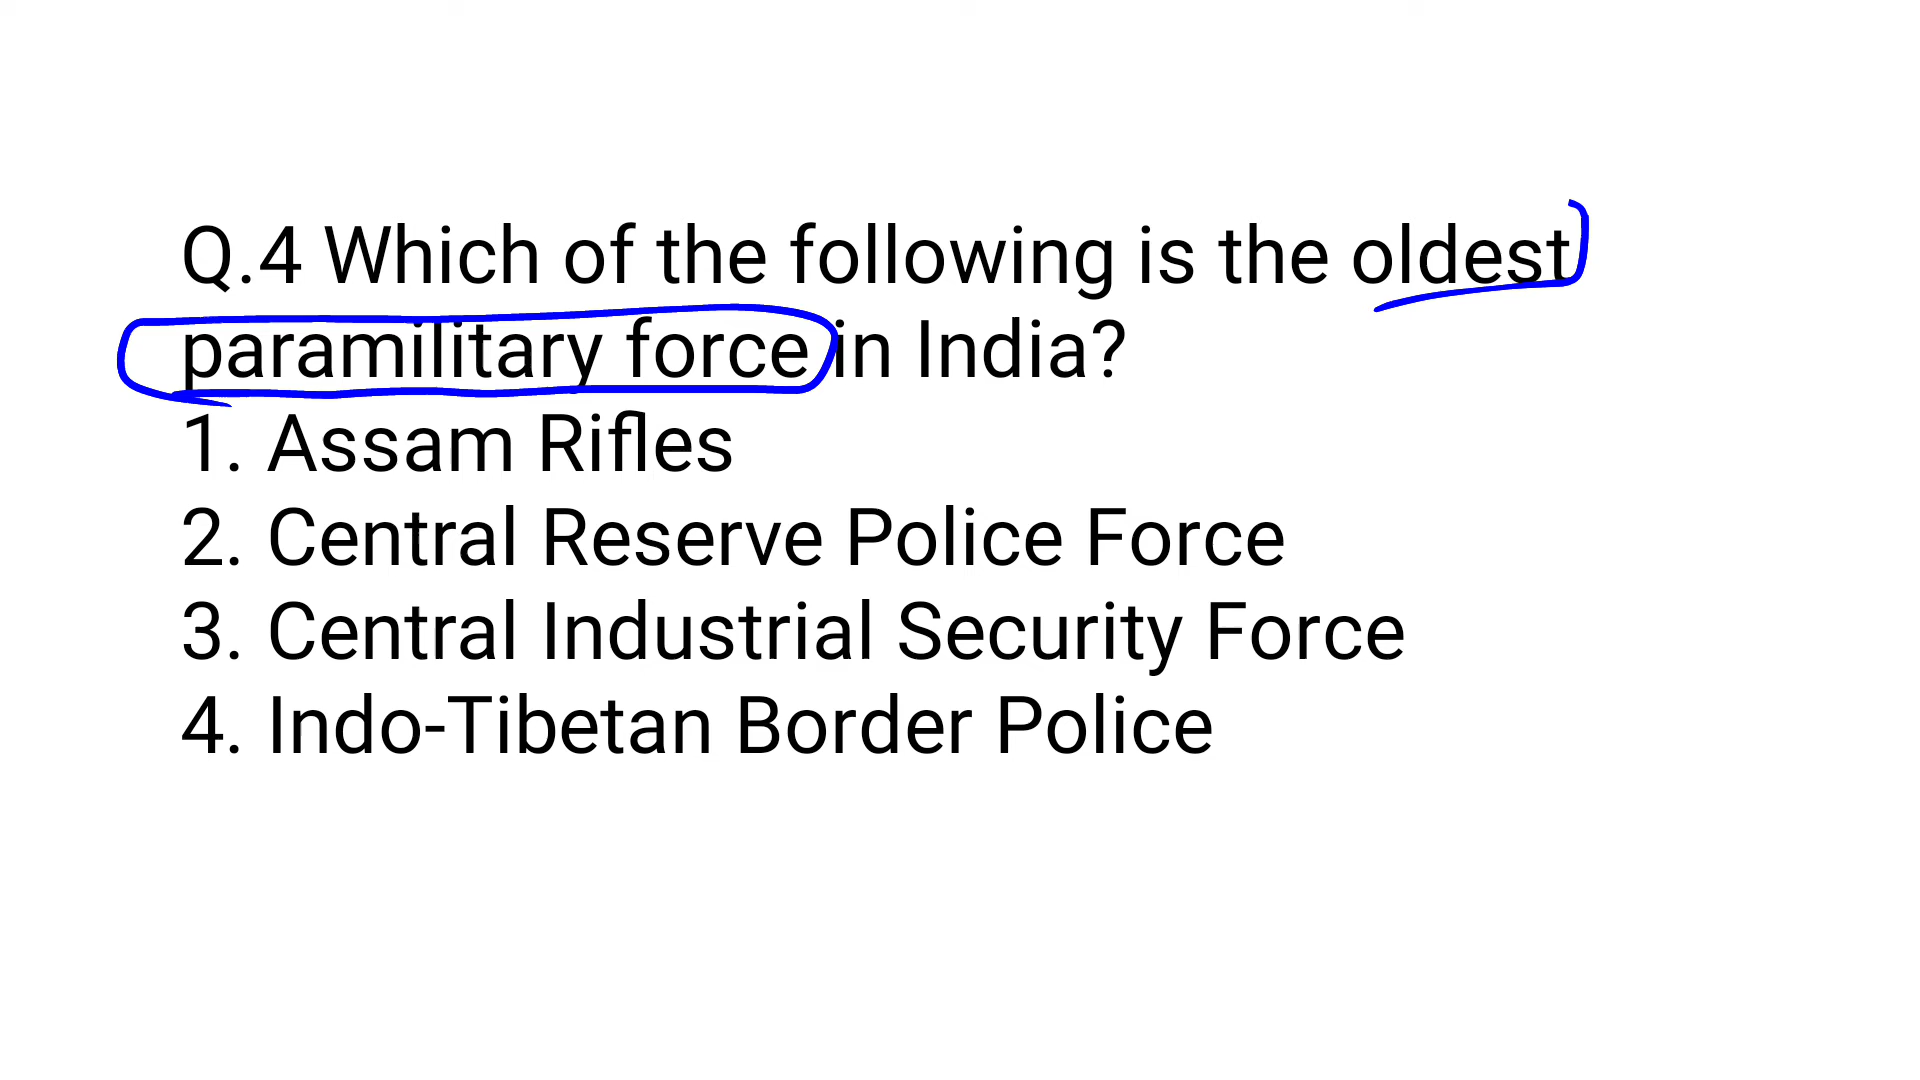 Q.4 Which of the following is the oldest
paramilitary force in India?
1. Assam Rifles
2. Central Reserve Police Force
3. Central Industrial Security Force
4. Indo-Tibetan Border Police